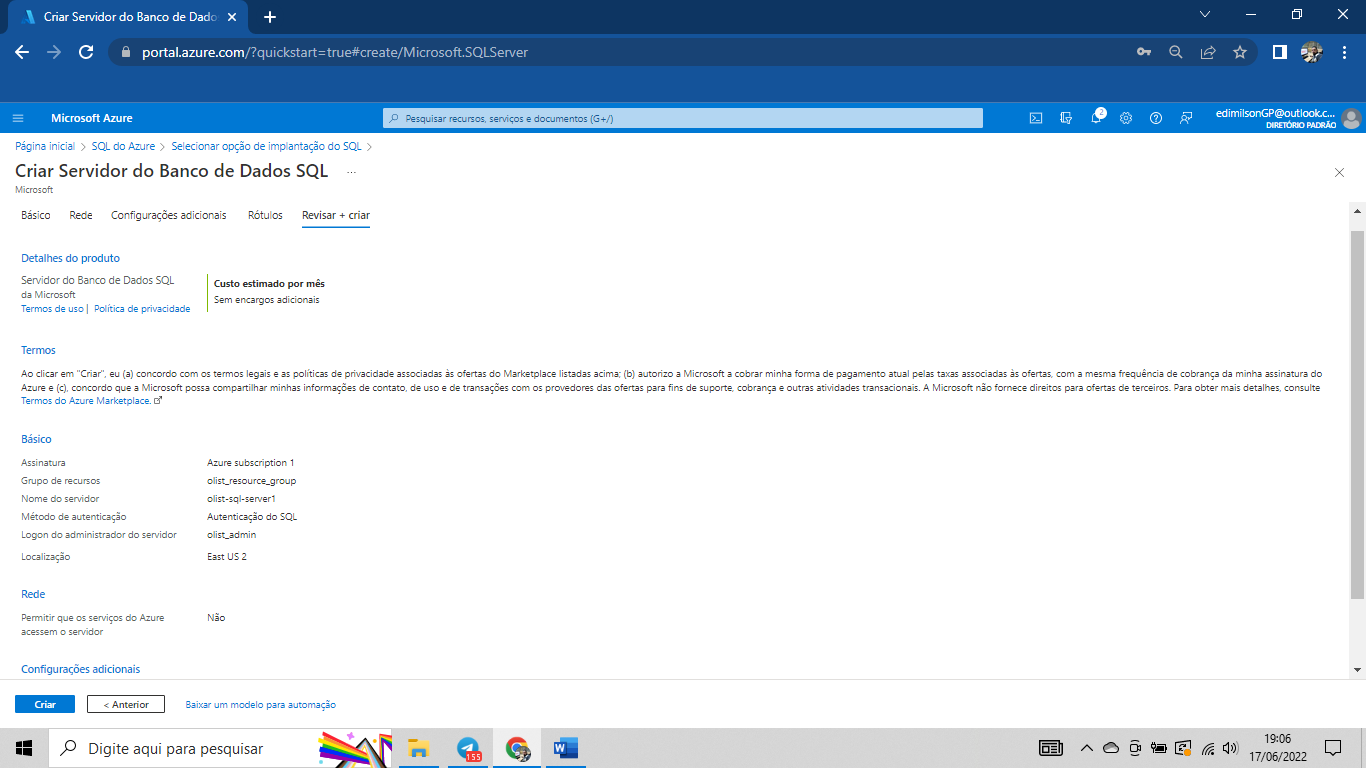 Criar Servidor do Banco de Dado
portal.azure.com/?quickstart=true#create/Microsoft.SQLServer
Microsoft Azure
Pesquisar recursos, serviços e documentos (G+/)
2
edimilsonGP@outlook.c...
DIRETÓRIO PADRÃO
Página inicial > SQL do Azure > Selecionar opção de implantação do SQL >
Criar Servidor do Banco de Dados SQL ...
Microsoft
Básico Rede Configurações adicionais Rótulos Revisar + criar
Detalhes do produto
Servidor do Banco de Dados SQL
da Microsoft
Termos de uso | Política de privacidade
Custo estimado por mês
Sem encargos adicionais
Termos
Ao clicar em "Criar", eu (a) concordo com os termos legais e as políticas de privacidade associadas às ofertas do Marketplace listadas acima; (b) autorizo a Microsoft a cobrar minha forma de pagamento atual pelas taxas associadas às ofertas, com a mesma frequência de cobrança da minha assinatura do
Azure e (c), concordo que a Microsoft possa compartilhar minhas informações de contato, de uso e de transações com os provedores das ofertas para fins de suporte, cobrança e outras atividades transacionais. A Microsoft não fornece direitos para ofertas de terceiros. Para obter mais detalhes, consulte
Termos do Azure Marketplace.
Básico
Assinatura Azure subscription 1
Grupo de recursos olist_resource_group
Nome do servidor olist-sql-server1
Método de autenticação Autenticação do SQL
Logon do administrador do servidor olist_admin
Localização East US 2
Rede
Permitir que os serviços do Azure Não
acessem o servidor
Configurações adicionais
Criar < Anterior Baixar um modelo para automação
Digite aqui para pesquisar
155
W
19:06
17/06/2022